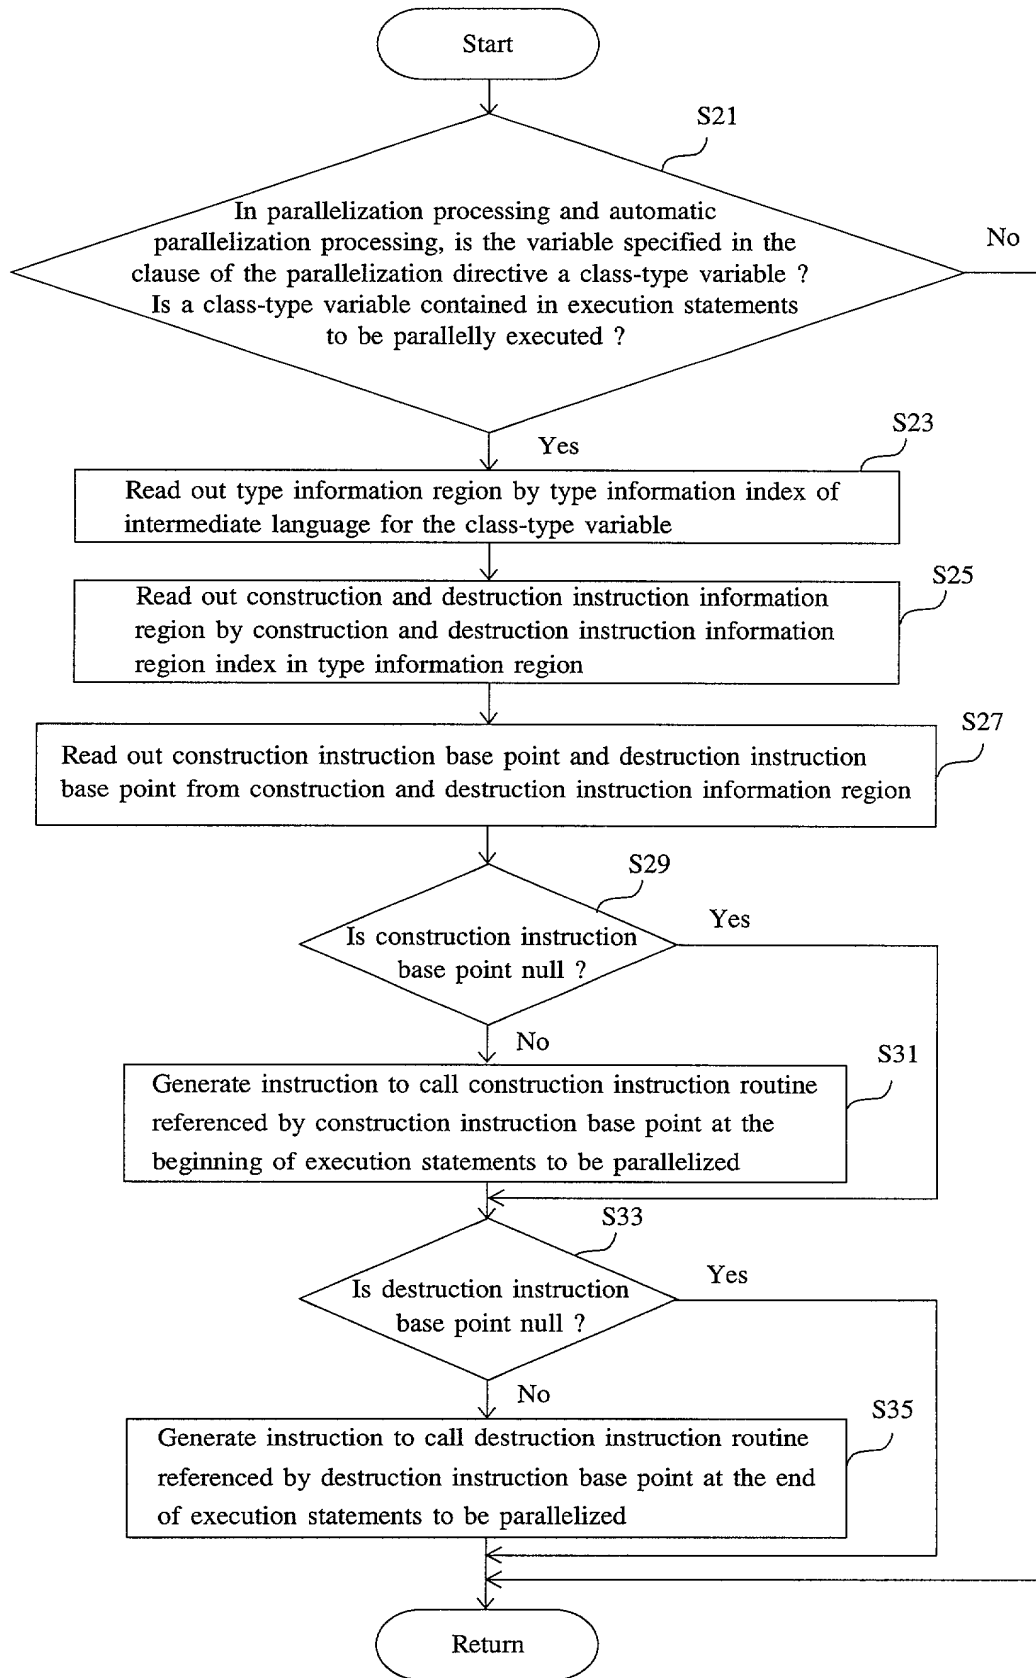 Start
S21
In parallelization processing and automatic
parallelization processing, is the variable specified in the
clause of the parallelization directive a class-type variable ?
Is a class-type variable contained in execution statements
to be parallelly executed ?
No
Yes
S23
Read out type information region by type information index of
intermediate language for the class-type variable
S25
Read out construction and destruction instruction information
region by construction and destruction instruction information
region index in type information region
S27
Read out construction instruction base point and destruction instruction
base point from construction and destruction instruction information region
S29
Is construction instruction
base point null ?
Yes
No
S31
Generate instruction to call construction instruction routine
referenced by construction instruction base point at the
beginning of execution statements to be parallelized
S33
Is destruction instruction
base point null ?
Yes
No
S35
Generate instruction to call destruction instruction routine
referenced by destruction instruction base point at the end
of execution statements to be parallelized
Return